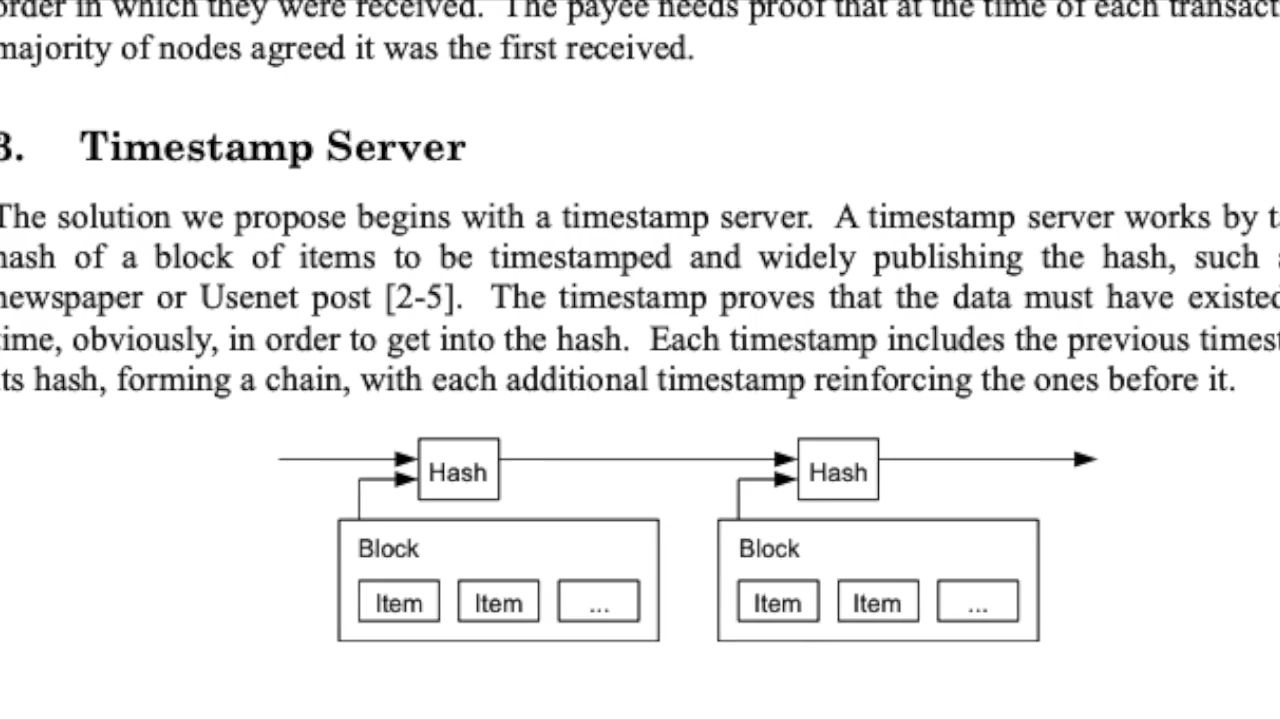 order in which they were received. The payee needs proof that at the time of each
majority of nodes agreed it was the first received.
3. Timestamp Server
The solution we propose begins with a timestamp server. A timestamp server works by
hash of a block of items to be timestamped and widely publishing the hash, such
newspaper or Usenet post [2-5]. The timestamp proves that the data must have existed
time, obviously, in order to get into the hash. Each timestamp includes the previous
its hash, forming a chain, with each additional timestamp reinforcing the ones before it.
Hash Hash
Block Block
Item Item ... Item Item ...